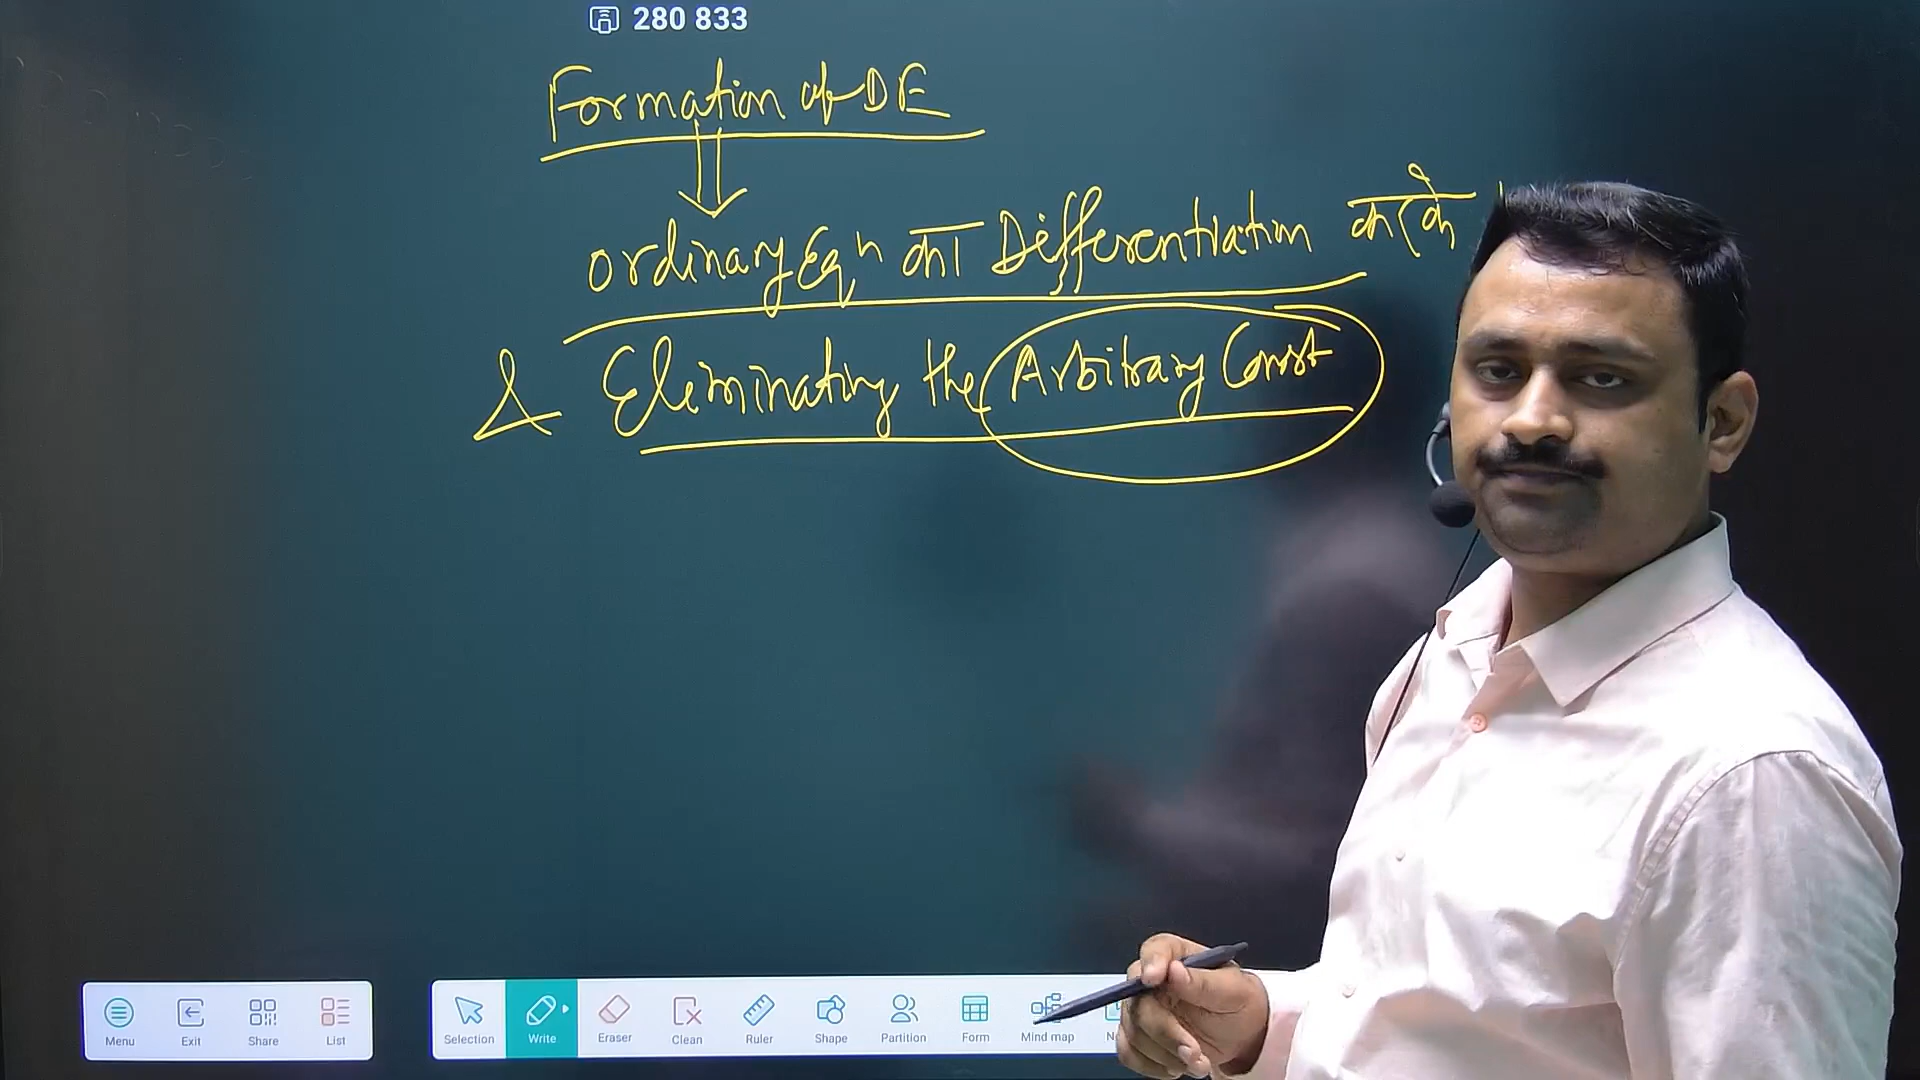 280 833
Formation of DE
ordinary Eqn का Differentiation करके
& Eliminating the Arbitrary Const
Menu Exit Share List Selection Write Eraser Clean Ruler Shape Partition Form Mind map